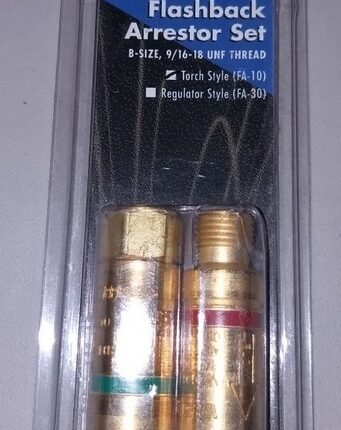 Flashback
Arrestor Set
B-SIZE, 9/16-18 UNF THREAD
Torch Style (FA-10)
Regulator Style (FA-30)